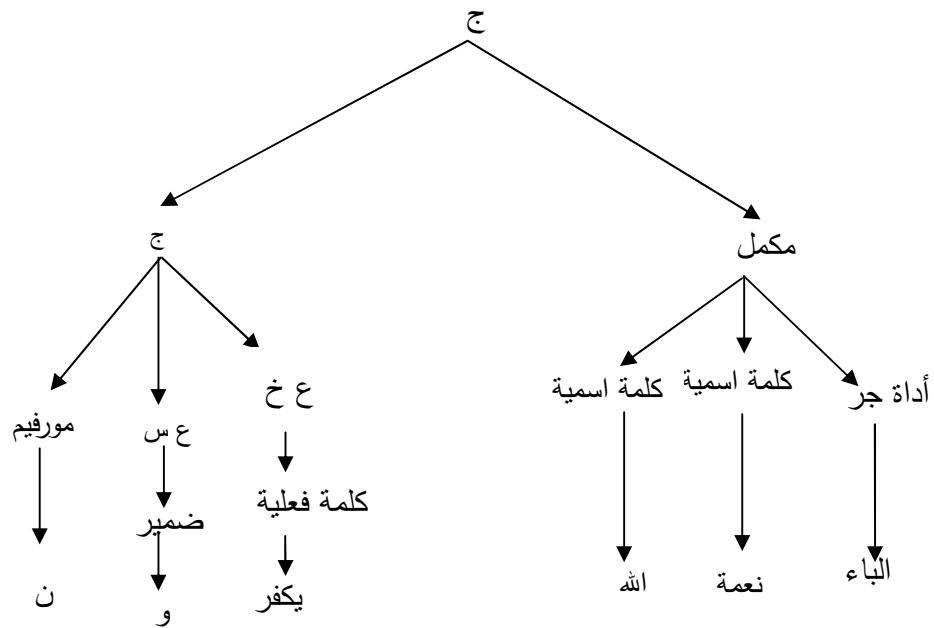 ج
مكمل
ج
أداة جر
كلمة اسمية
كلمة اسمية
ع خ
ع س
مورفيم
كلمة فعلية
ضمير
الباء
نعمة
الله
يكفر
و
ن